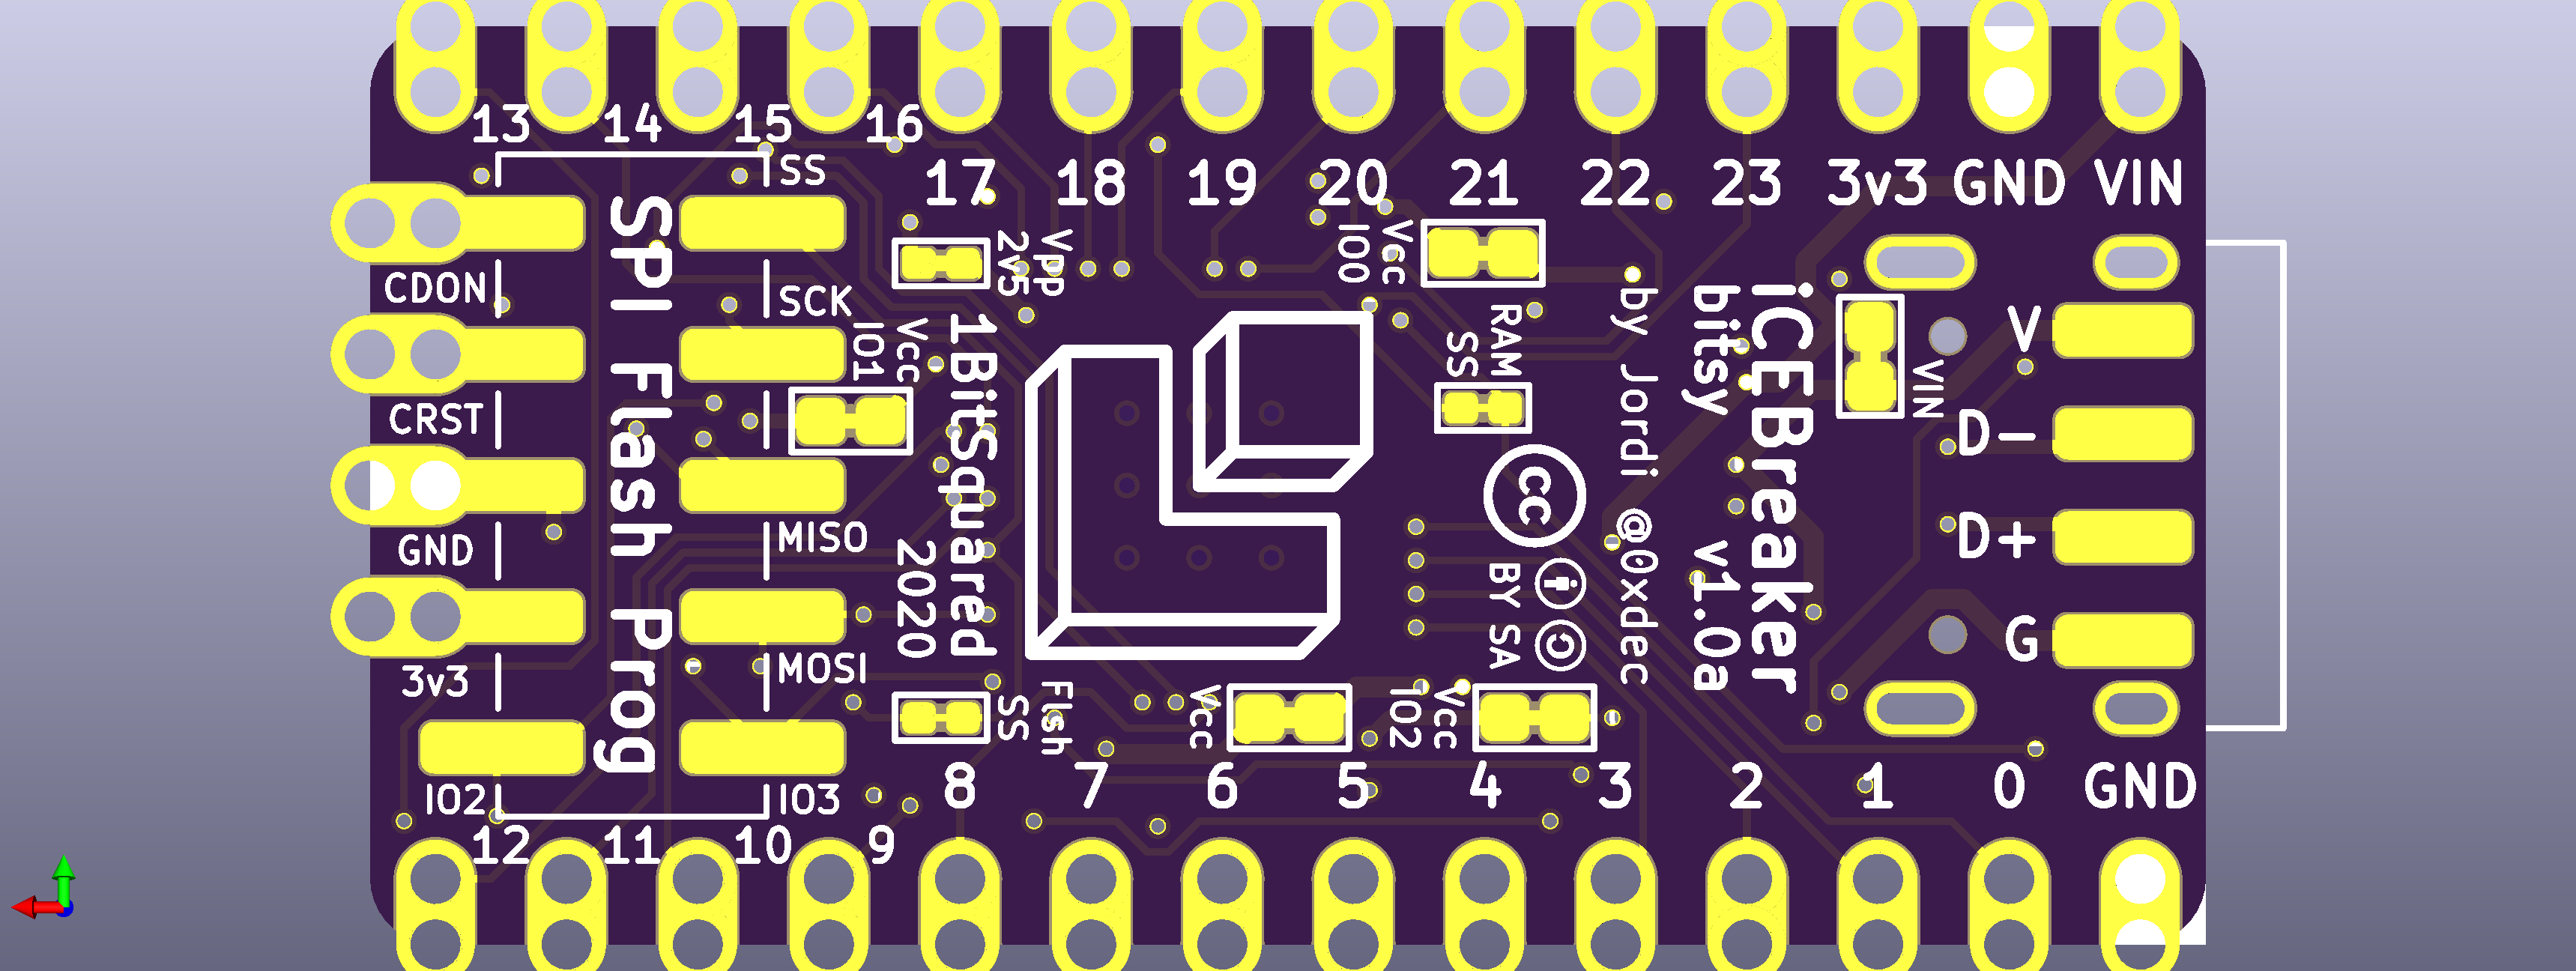 13 14 15 16
17 18 19 20 21 22 23 3v3 GND VIN
SS
SCK
MISO
MOSI
IO3
CDON
CRST
GND
3v3
IO2
SPI Flash Prog
Vpp
2v5
Vcc
IO1
1BitSquared
2020
Flsh
SS
Vcc
IO0
RAM
SS
cc
BY SA
Vcc
Vcc
IO2
by Jordi @0xdec
iCEBreaker
bitsy v1.0a
VIN
V
D-
D+
G
8 7 6 5 4 3 2 1 0 GND
12 11 10 9